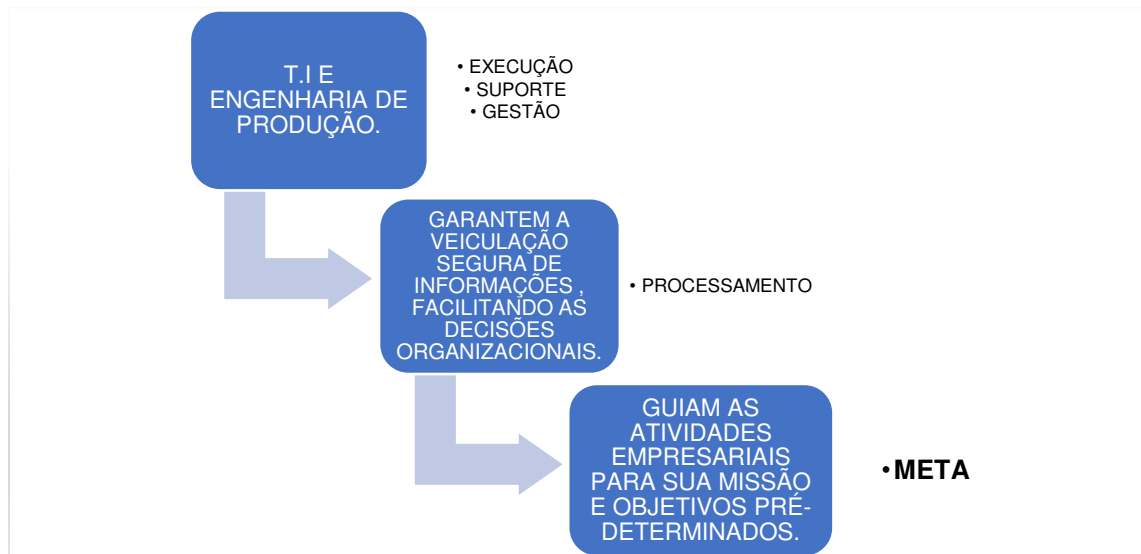 T.I E
ENGENHARIA DE
PRODUÇÃO.
• EXECUÇÃO
• SUPORTE
• GESTÃO
GARANTEM A
VEICULAÇÃO
SEGURA DE
INFORMAÇÕES ,
FACILITANDO AS
DECISÕES
ORGANIZACIONAIS.
• PROCESSAMENTO
GUIAM AS
ATIVIDADES
EMPRESARIAIS
PARA SUA MISSÃO
E OBJETIVOS PRÉ-
DETERMINADOS.
•META